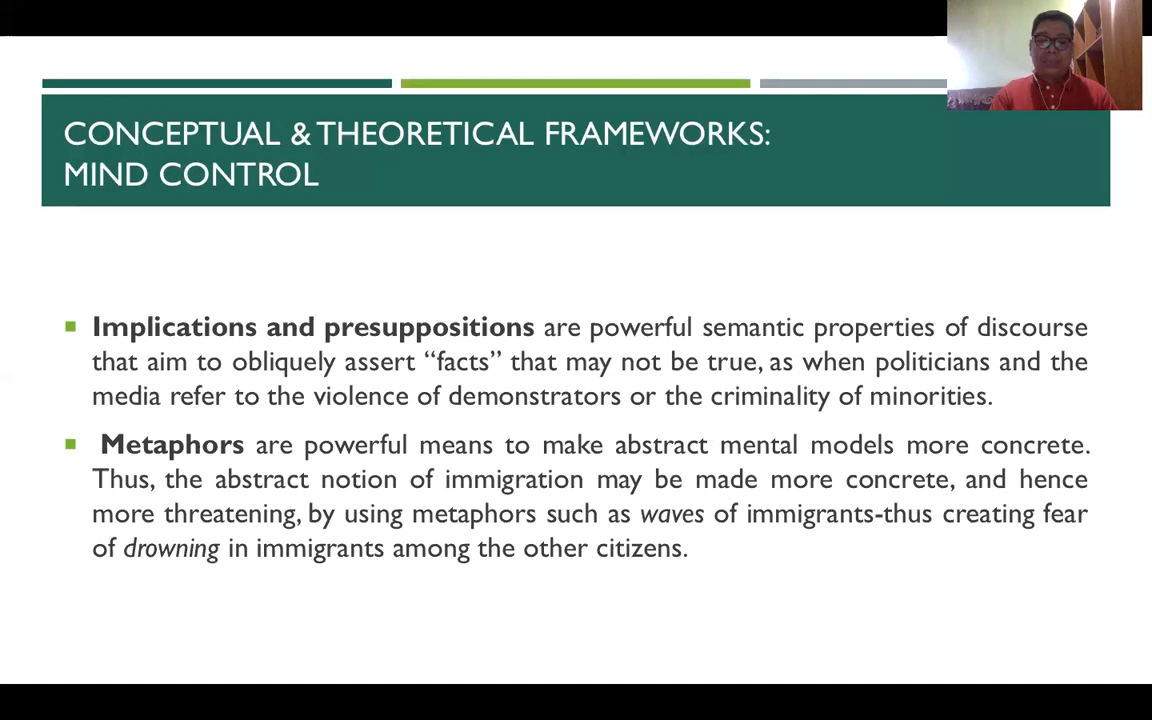 CONCEPTUAL & THEORETICAL FRAMEWORKS:
MIND CONTROL
Implications and presuppositions are powerful semantic properties of discourse
that aim to obliquely assert “facts” that may not be true, as when politicians and the
media refer to the violence of demonstrators or the criminality of minorities.
Metaphors are powerful means to make abstract mental models more concrete.
Thus, the abstract notion of immigration may be made more concrete, and hence
more threatening, by using metaphors such as waves of immigrants-thus creating fear
of drowning in immigrants among the other citizens.